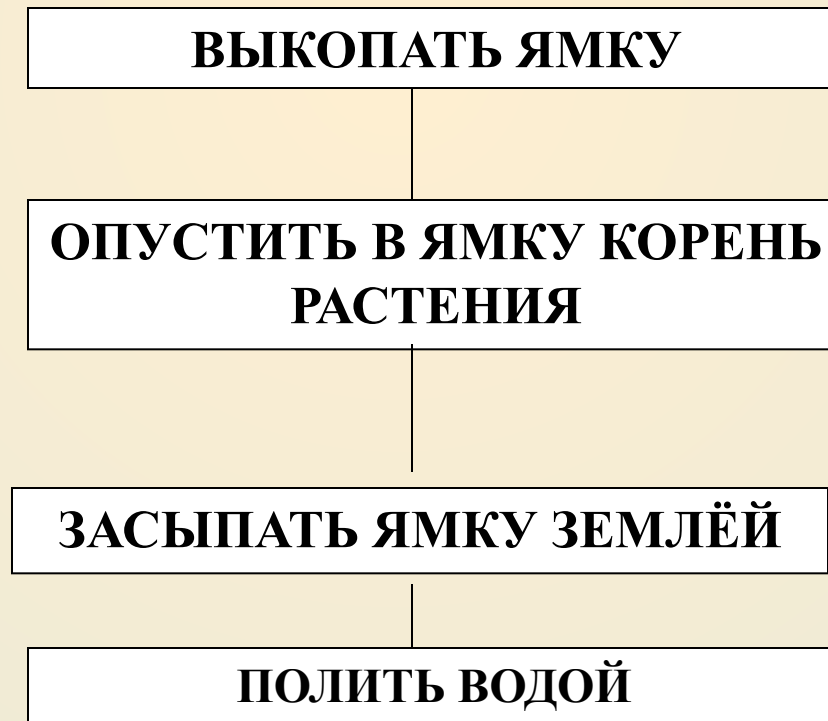 ВЫКОПАТЬ ЯМКУ
ОПУСТИТЬ В ЯМКУ КОРЕНЬ
РАСТЕНИЯ
ЗАСЫПАТЬ ЯМКУ ЗЕМЛЁЙ
ПОЛИТЬ ВОДОЙ